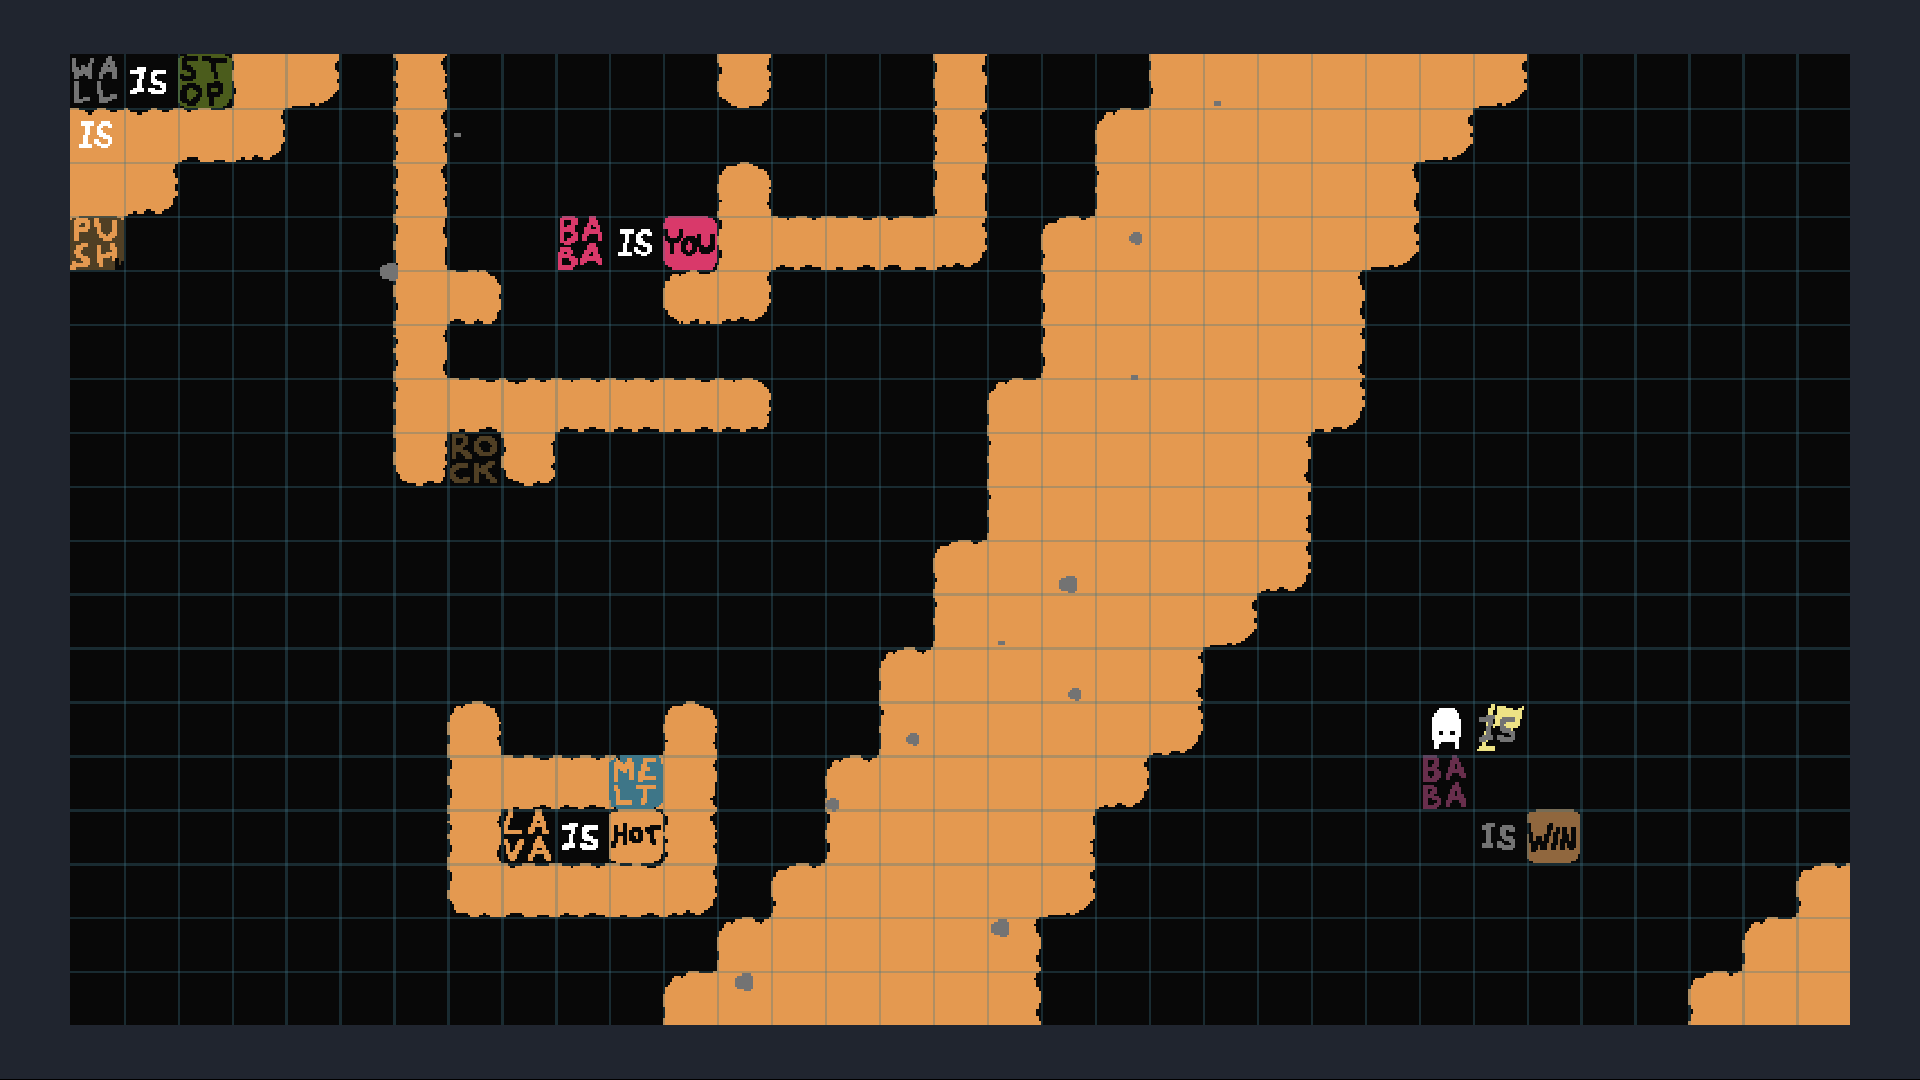 WALL IS STOP
IS
PUSH
BABA IS YOU
ROCK
IS
MELT
BABA
LAVA IS HOT
IS WIN